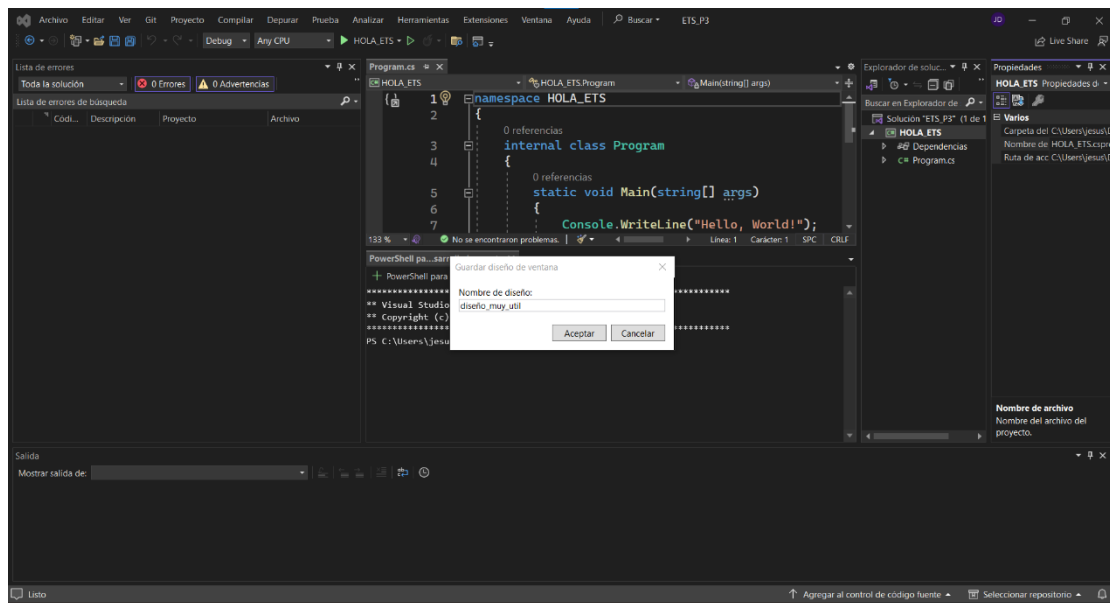 Archivo Editar Ver Git Proyecto Compilar Depurar Prueba Analizar Herramientas Extensiones Ventana Ayuda Buscar ETS_P3 JD
Debug Any CPU HOLA_ETS Live Share
Lista de errores
Toda la solución 0 Errores 0 Advertencias
Lista de errores de búsqueda
Códi... Descripción Proyecto Archivo
Program.cs
HOLA_ETS HOLA_ETS.Program Main(string[] args)
1 namespace HOLA_ETS
2 {
0 referencias
3 internal class Program
4 {
0 referencias
5 static void Main(string[] args)
6 {
7 Console.WriteLine("Hello, World!");
133 % No se encontraron problemas. Línea: 1 Carácter: 1 SPC CRLF
PowerShell pa...sarr
+ PowerShell para
** Visual Studio
** Copyright (c)
PS C:\Users\jesu
Guardar diseño de ventana
Nombre de diseño:
diseño_muy_util
Aceptar Cancelar
Explorador de soluc...
Buscar en Explorador de
Solución "ETS_P3" (1 de 1
HOLA_ETS
Dependencias
C# Program.cs
Propiedades
HOLA_ETS Propiedades d
Varios
Carpeta del C:\Users\jesus\D
Nombre de HOLA_ETS.cspr
Ruta de acc C:\Users\jesus\D
Nombre de archivo
Nombre del archivo del
proyecto.
Salida
Mostrar salida de:
Listo Agregar al control de código fuente Seleccionar repositorio